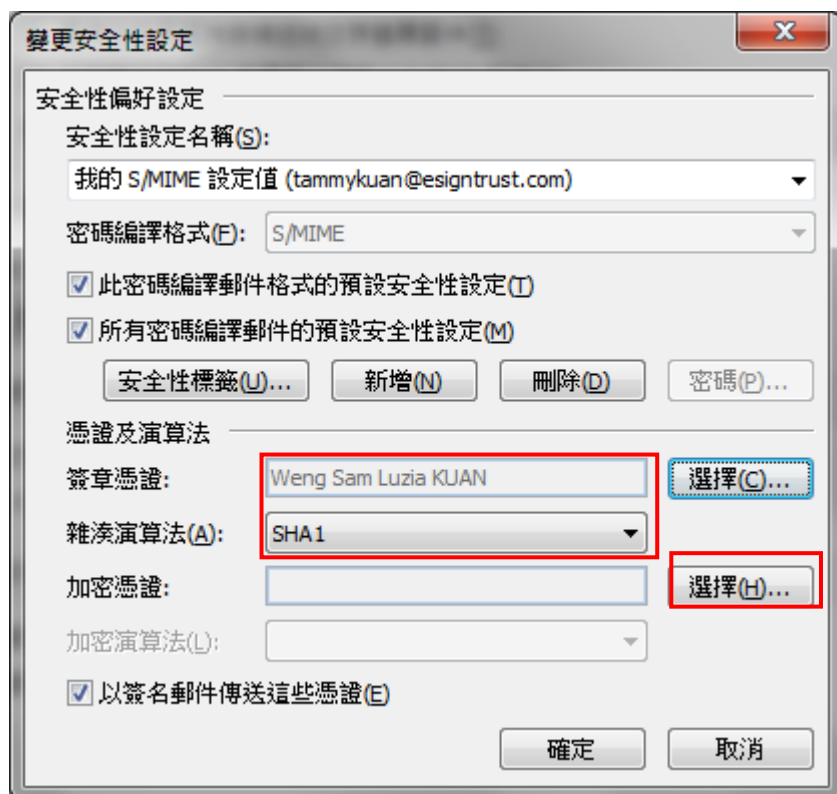 變更安全性設定
安全性偏好設定
安全性設定名稱(S):
我的 S/MIME 設定值 (tammykuan@esigntrust.com)
密碼編譯格式(F): S/MIME
此密碼編譯郵件格式的預設安全性設定(T)
所有密碼編譯郵件的預設安全性設定(M)
安全性標籤(U)... 新增(N) 刪除(D) 密碼(P)...
憑證及演算法
簽章憑證: Weng Sam Luzia KUAN 選擇(C)...
雜湊演算法(A): SHA1
加密憑證: 選擇(H)...
加密演算法(L):
以簽名郵件傳送這些憑證(E)
確定 取消